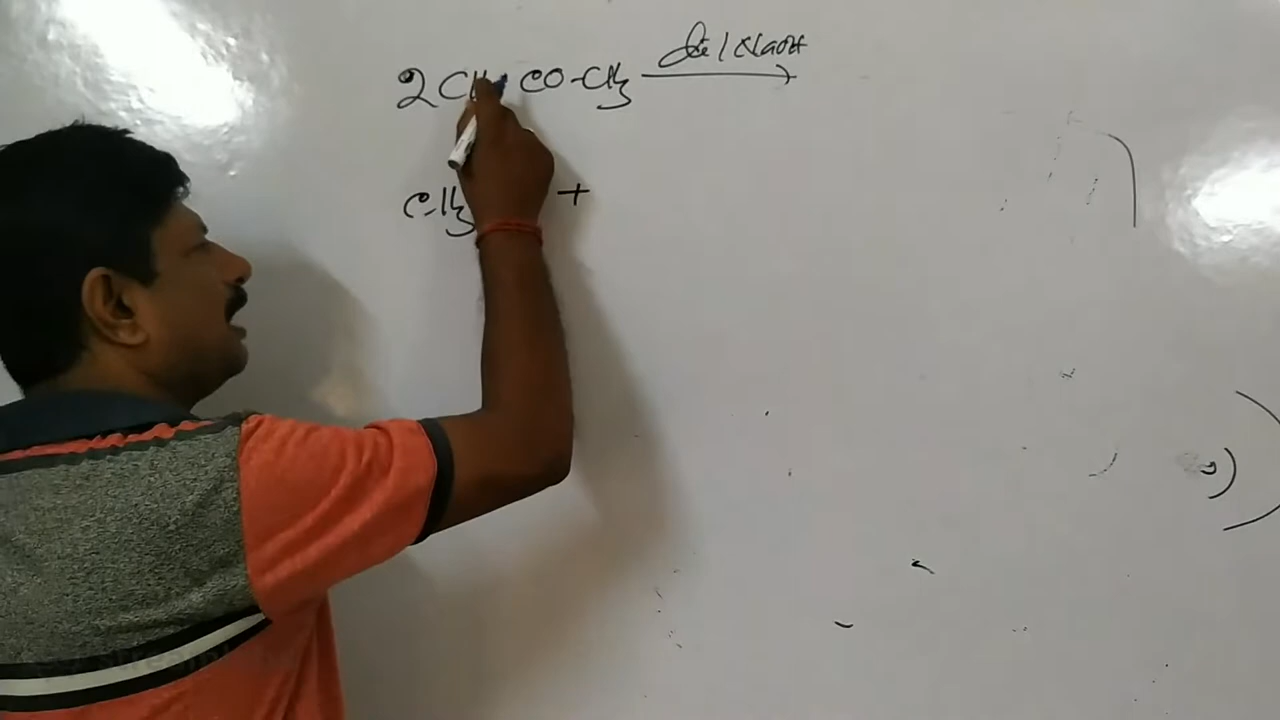 dil NaOH
2CH₃-CO-CH₃ ⟶
CH₃ +